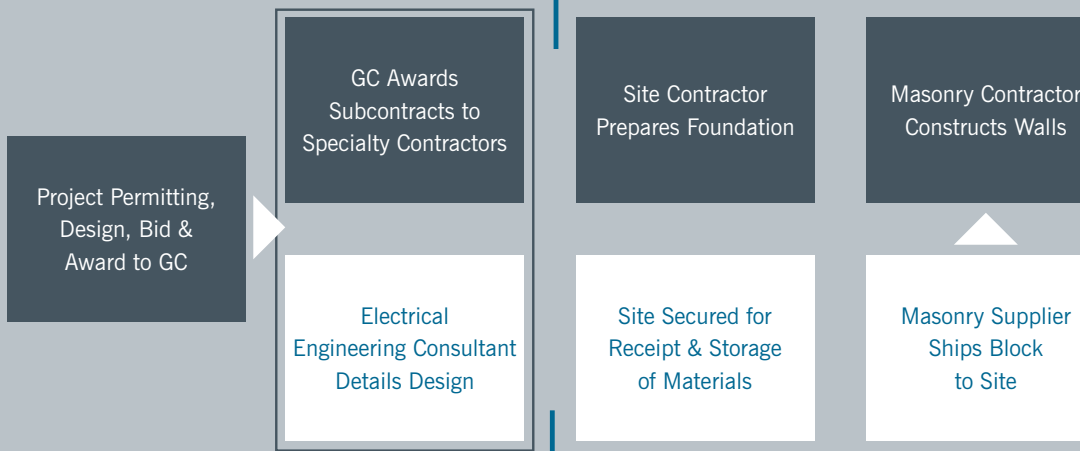 Project Permitting,
Design, Bid &
Award to GC
GC Awards
Subcontracts to
Specialty Contractors
Electrical
Engineering Consultant
Details Design
Site Contractor
Prepares Foundation
Site Secured for
Receipt & Storage
of Materials
Masonry Contractor
Constructs Walls
Masonry Supplier
Ships Block
to Site